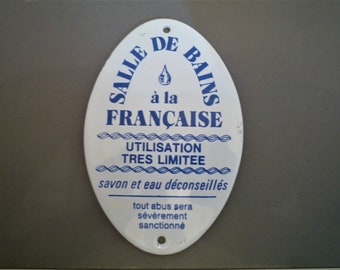 SALLE DE BAINS
à la
FRANÇAISE
UTILISATION
TRES LIMITEE
savon et eau déconseillés
tout abus sera
sévèrement
sanctionné